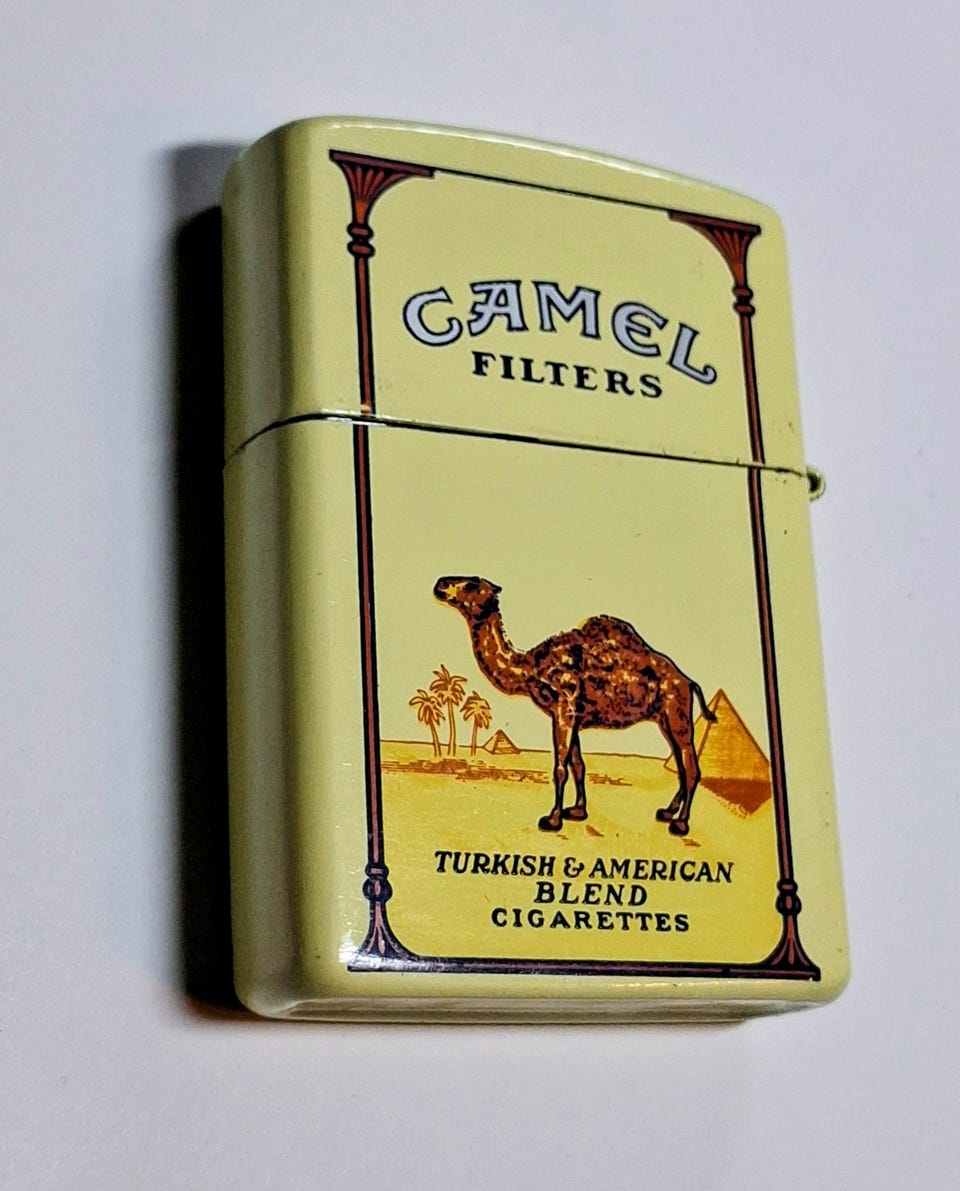 CAMEL
FILTERS
TURKISH & AMERICAN
BLEND
CIGARETTES